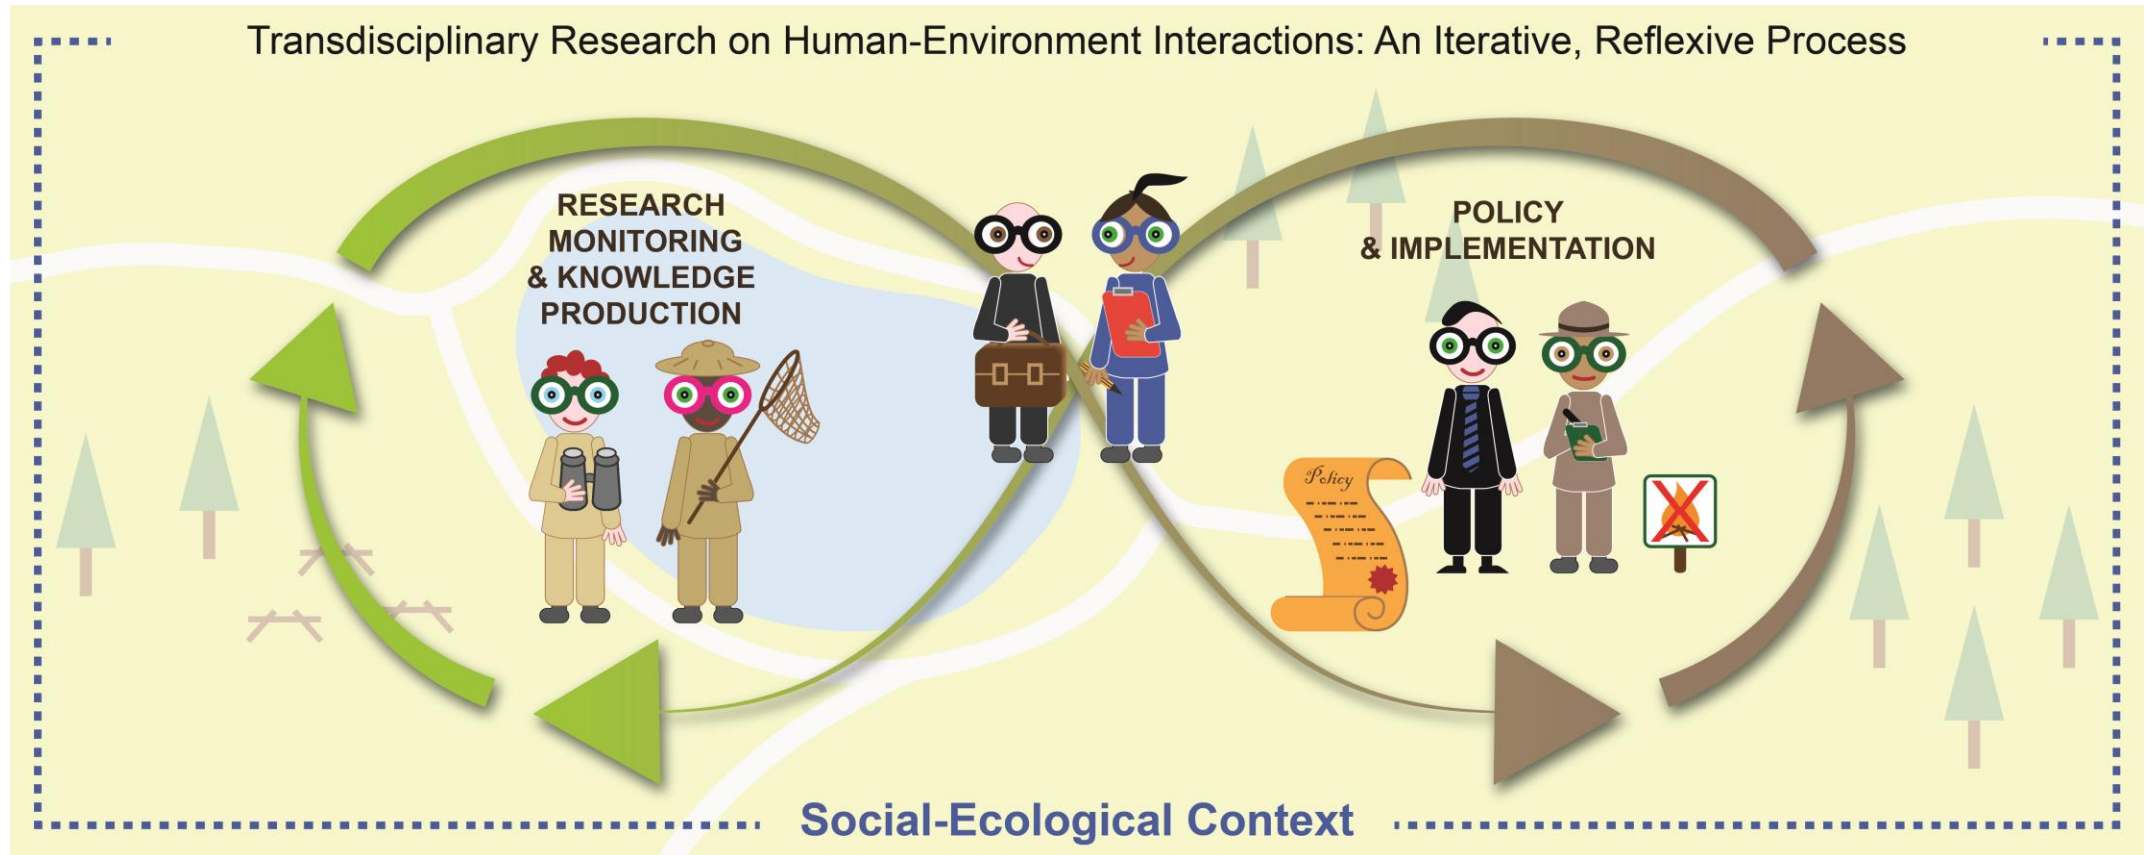 Transdisciplinary Research on Human-Environment Interactions: An Iterative, Reflexive Process
RESEARCH
MONITORING
& KNOWLEDGE
PRODUCTION
POLICY
& IMPLEMENTATION
Policy
Social-Ecological Context